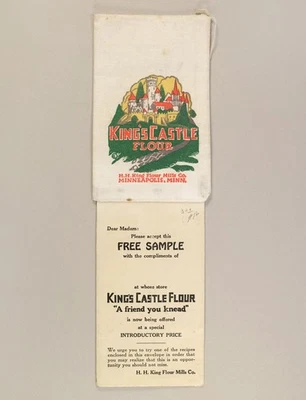 KING'S CASTLE
FLOUR
H.H. King Flour Mills Co.
MINNEAPOLIS, MINN.
Dear Madam:
Please accept this
FREE SAMPLE
with the compliments of
at whose store
KING'S CASTLE FLOUR
"A friend you knead"
is now being offered
at a special
INTRODUCTORY PRICE
We urge you to try one of the recipes
enclosed in this envelope in order that
you may realize that this is an oppor-
tunity you should not miss.
H. H. King Flour Mills Co.